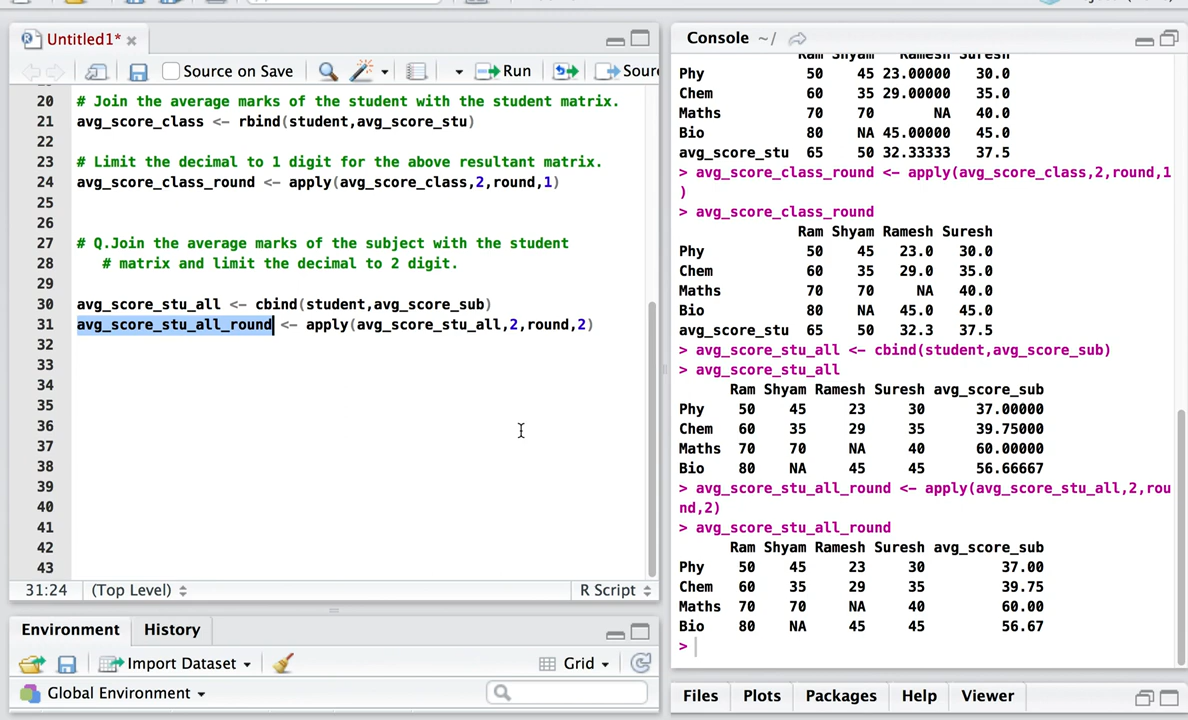 Untitled1*
Source on Save
Run
Sour
20 # Join the average marks of the student with the student matrix.
21 avg_score_class <- rbind(student,avg_score_stu)
22
23 # Limit the decimal to 1 digit for the above resultant matrix.
24 avg_score_class_round <- apply(avg_score_class,2,round,1)
25
26
27 # Q.Join the average marks of the subject with the student
28 # matrix and limit the decimal to 2 digit.
29
30 avg_score_stu_all <- cbind(student,avg_score_sub)
31 avg_score_stu_all_round <- apply(avg_score_stu_all,2,round,2)
32
33
34
35
36
37
38
39
40
41
42
43
31:24 (Top Level) R Script
Environment History
Import Dataset Grid
Global Environment
Console ~/
Ram Shyam Ramesh Suresh
Phy 50 45 23.00000 30.0
Chem 60 35 29.00000 35.0
Maths 70 70 NA 40.0
Bio 80 NA 45.00000 45.0
avg_score_stu 65 50 32.33333 37.5
> avg_score_class_round <- apply(avg_score_class,2,round,1
)
> avg_score_class_round
Ram Shyam Ramesh Suresh
Phy 50 45 23.0 30.0
Chem 60 35 29.0 35.0
Maths 70 70 NA 40.0
Bio 80 NA 45.0 45.0
avg_score_stu 65 50 32.3 37.5
> avg_score_stu_all <- cbind(student,avg_score_sub)
> avg_score_stu_all
Ram Shyam Ramesh Suresh avg_score_sub
Phy 50 45 23 30 37.00000
Chem 60 35 29 35 39.75000
Maths 70 70 NA 40 60.00000
Bio 80 NA 45 45 56.66667
> avg_score_stu_all_round <- apply(avg_score_stu_all,2,rou
nd,2)
> avg_score_stu_all_round
Ram Shyam Ramesh Suresh avg_score_sub
Phy 50 45 23 30 37.00
Chem 60 35 29 35 39.75
Maths 70 70 NA 40 60.00
Bio 80 NA 45 45 56.67
>
Files Plots Packages Help Viewer